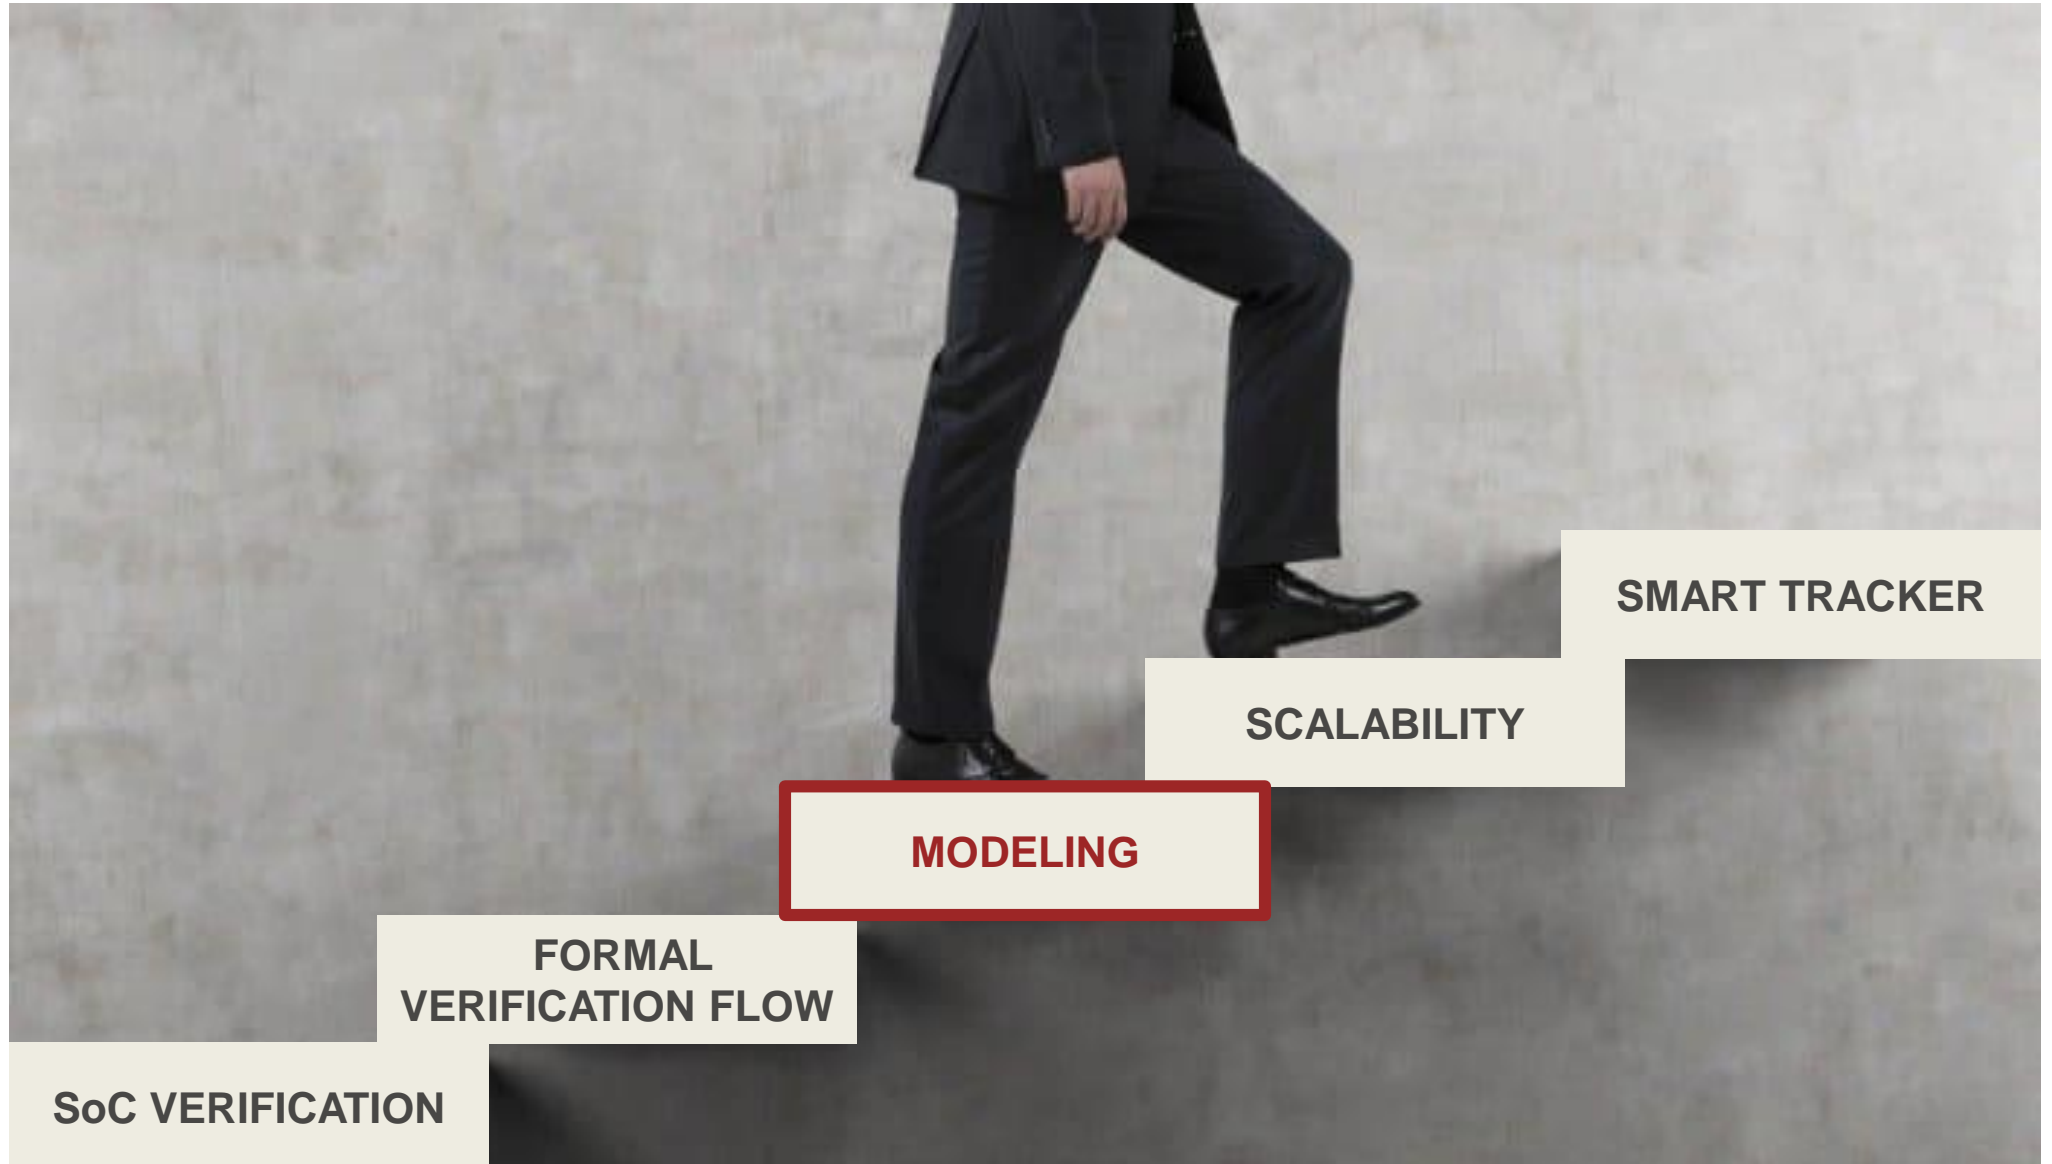 SMART TRACKER
SCALABILITY
MODELING
FORMAL
VERIFICATION FLOW
SoC VERIFICATION